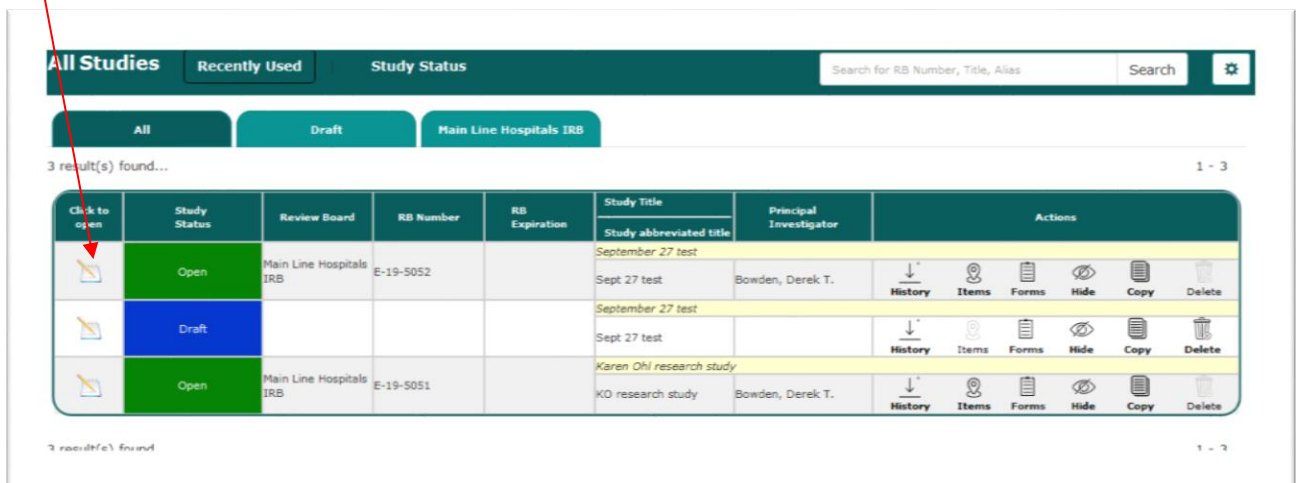 All Studies Recently Used Study Status Search for RB Number, Title, Alias Search
All Draft Main Line Hospitals IRB
3 result(s) found... 1 - 3
Click to open Study Status Review Board RB Number RB Expiration Study Title Study abbreviated title Principal Investigator Actions
September 27 test
Open Main Line Hospitals IRB E-19-5052 Sept 27 test Bowden, Derek T. History Items Forms Hide Copy Delete
September 27 test
Draft Sept 27 test History Items Forms Hide Copy Delete
Karen Ohl research study
Open Main Line Hospitals IRB E-19-5051 KO research study Bowden, Derek T. History Items Forms Hide Copy Delete
3 result(s) found 1 - 3